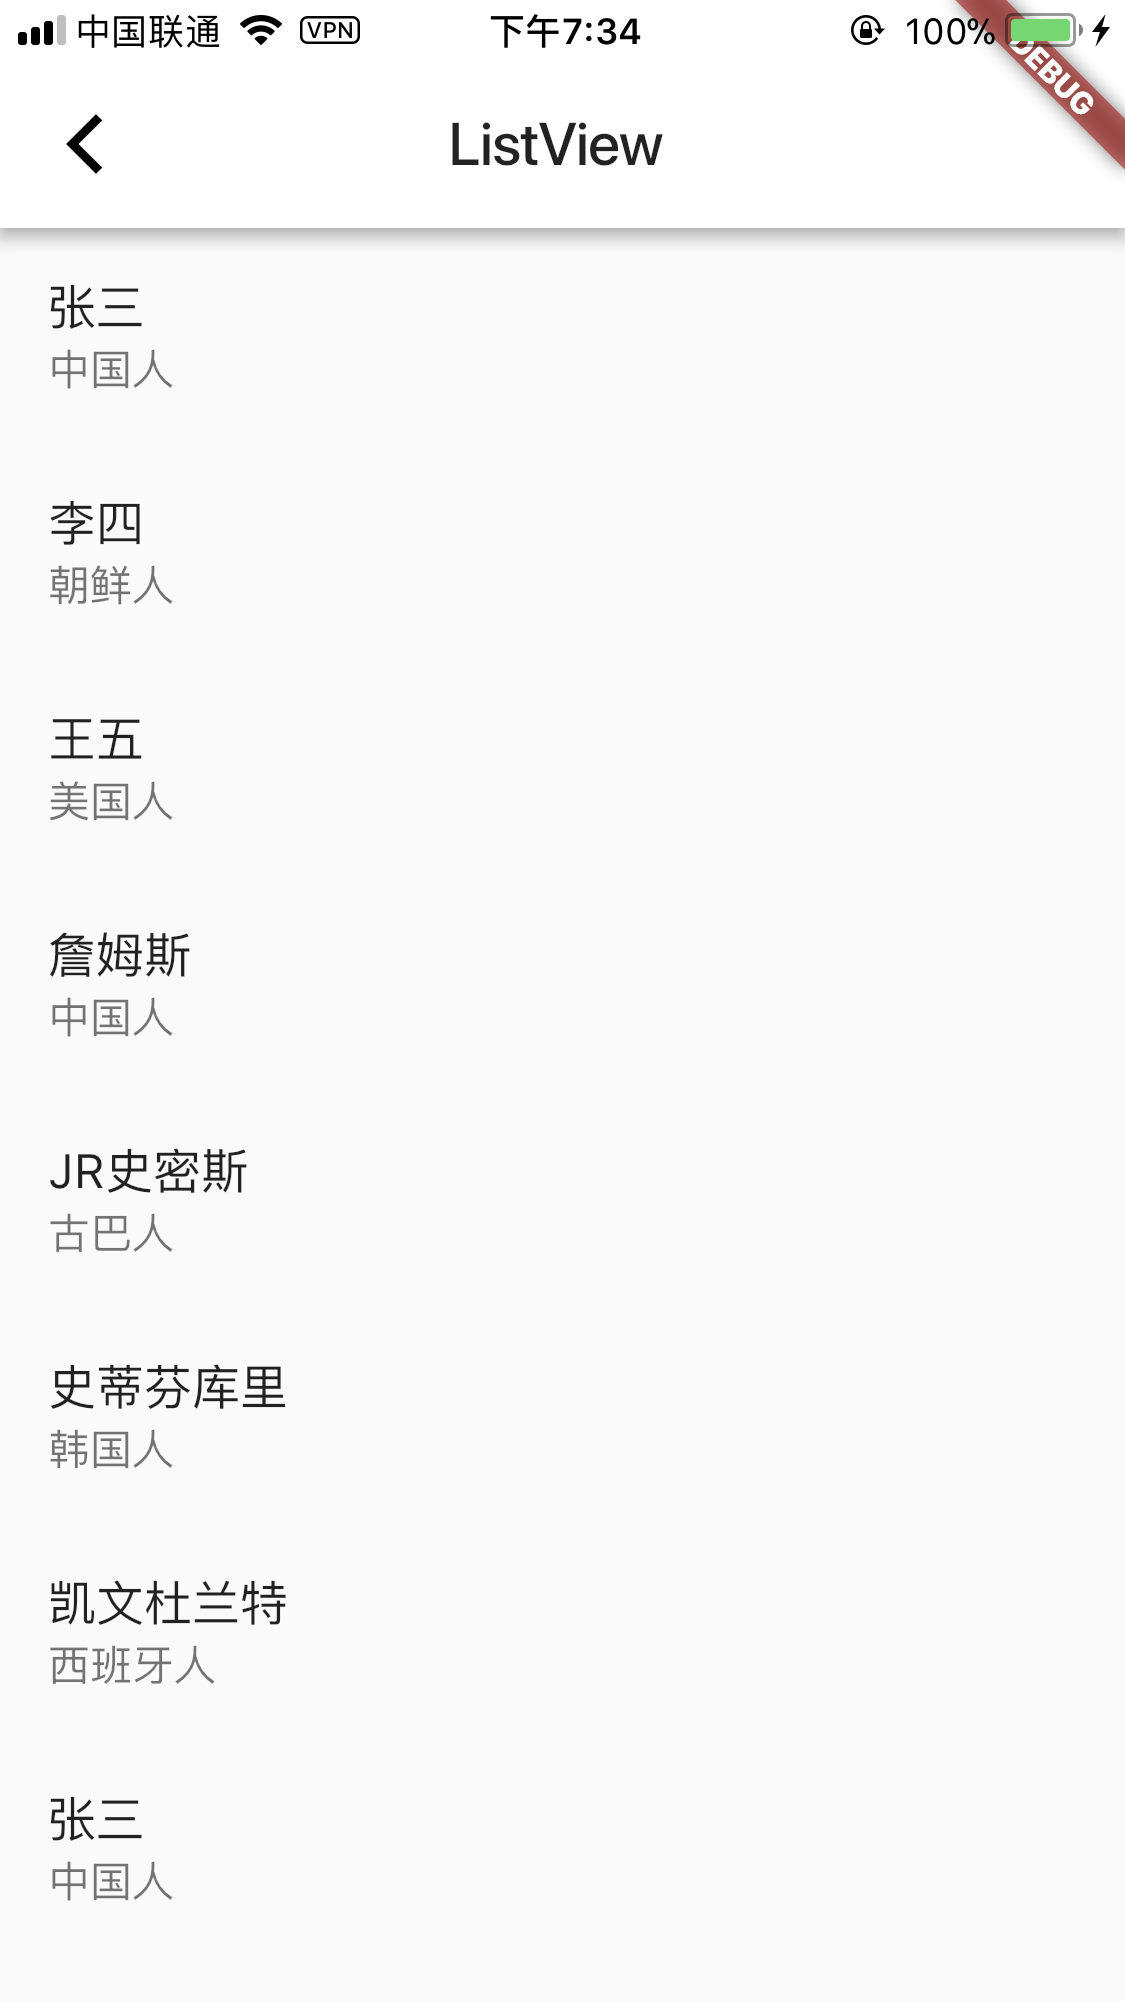 中国联通 VPN 下午7:34 100%
DEBUG
ListView
张三
中国人
李四
朝鲜人
王五
美国人
詹姆斯
中国人
JR史密斯
古巴人
史蒂芬库里
韩国人
凯文杜兰特
西班牙人
张三
中国人